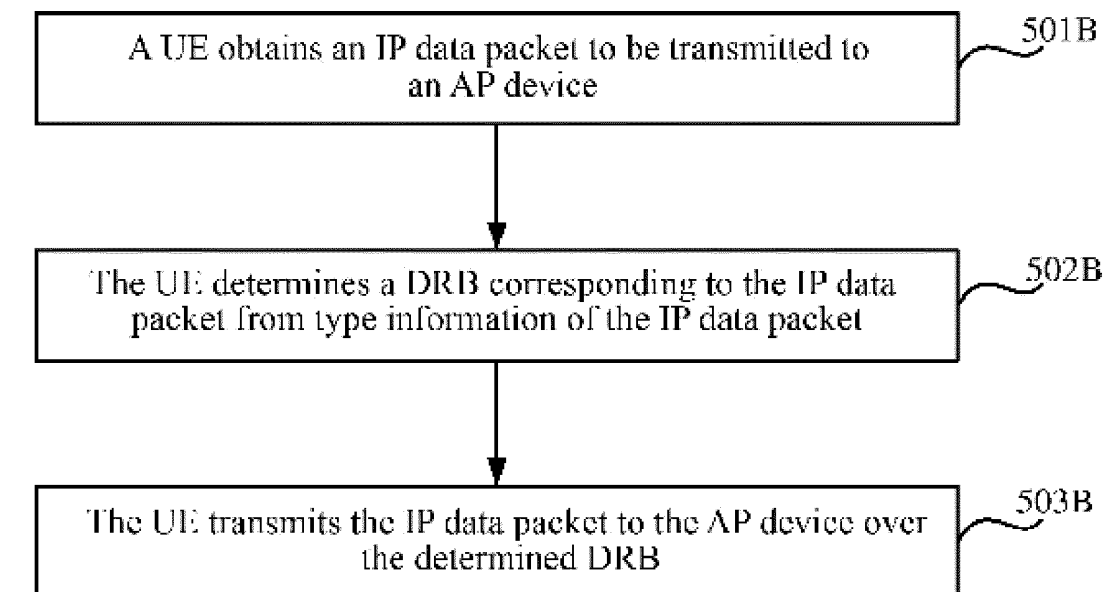 A UE obtains an IP data packet to be transmitted to
an AP device
501B
The UE determines a DRB corresponding to the IP data
packet from type information of the IP data packet
502B
The UE transmits the IP data packet to the AP device over
the determined DRB
503B